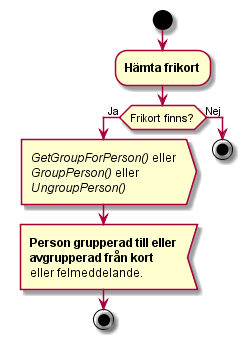 Hämta frikort
Ja
Frikort finns?
Nej
GetGroupForPerson() eller
GroupPerson() eller
UngroupPerson()
Person grupperad till eller
avgrupperad från kort
eller felmeddelande.